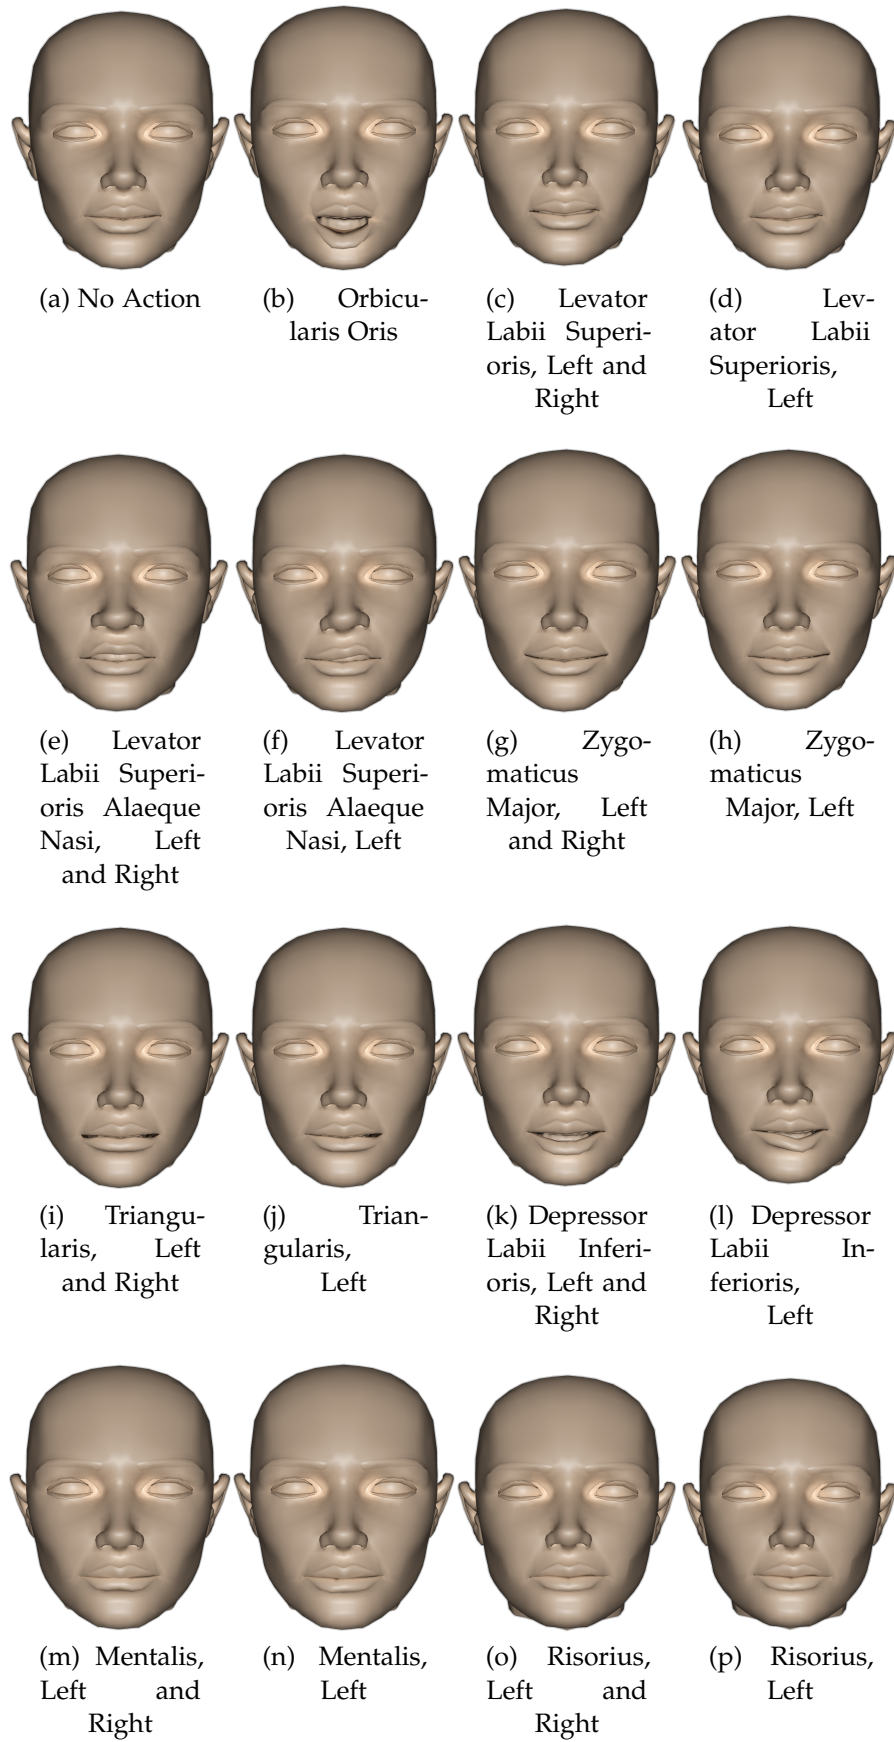 (a) No Action
(b) Orbicu-
laris Oris
(c) Levator
Labii Superi-
oris, Left and
Right
(d) Lev-
ator Labii
Superioris,
Left
(e) Levator
Labii Superi-
oris Alaeque
Nasi, Left
and Right
(f) Levator
Labii Superi-
oris Alaeque
Nasi, Left
(g) Zygo-
maticus
Major, Left
and Right
(h) Zygo-
maticus
Major, Left
(i) Triangu-
laris, Left
and Right
(j) Trian-
gularis,
Left
(k) Depressor
Labii Inferi-
oris, Left and
Right
(l) Depressor
Labii In-
ferioris,
Left
(m) Mentalis,
Left and
Right
(n) Mentalis,
Left
(o) Risorius,
Left and
Right
(p) Risorius,
Left